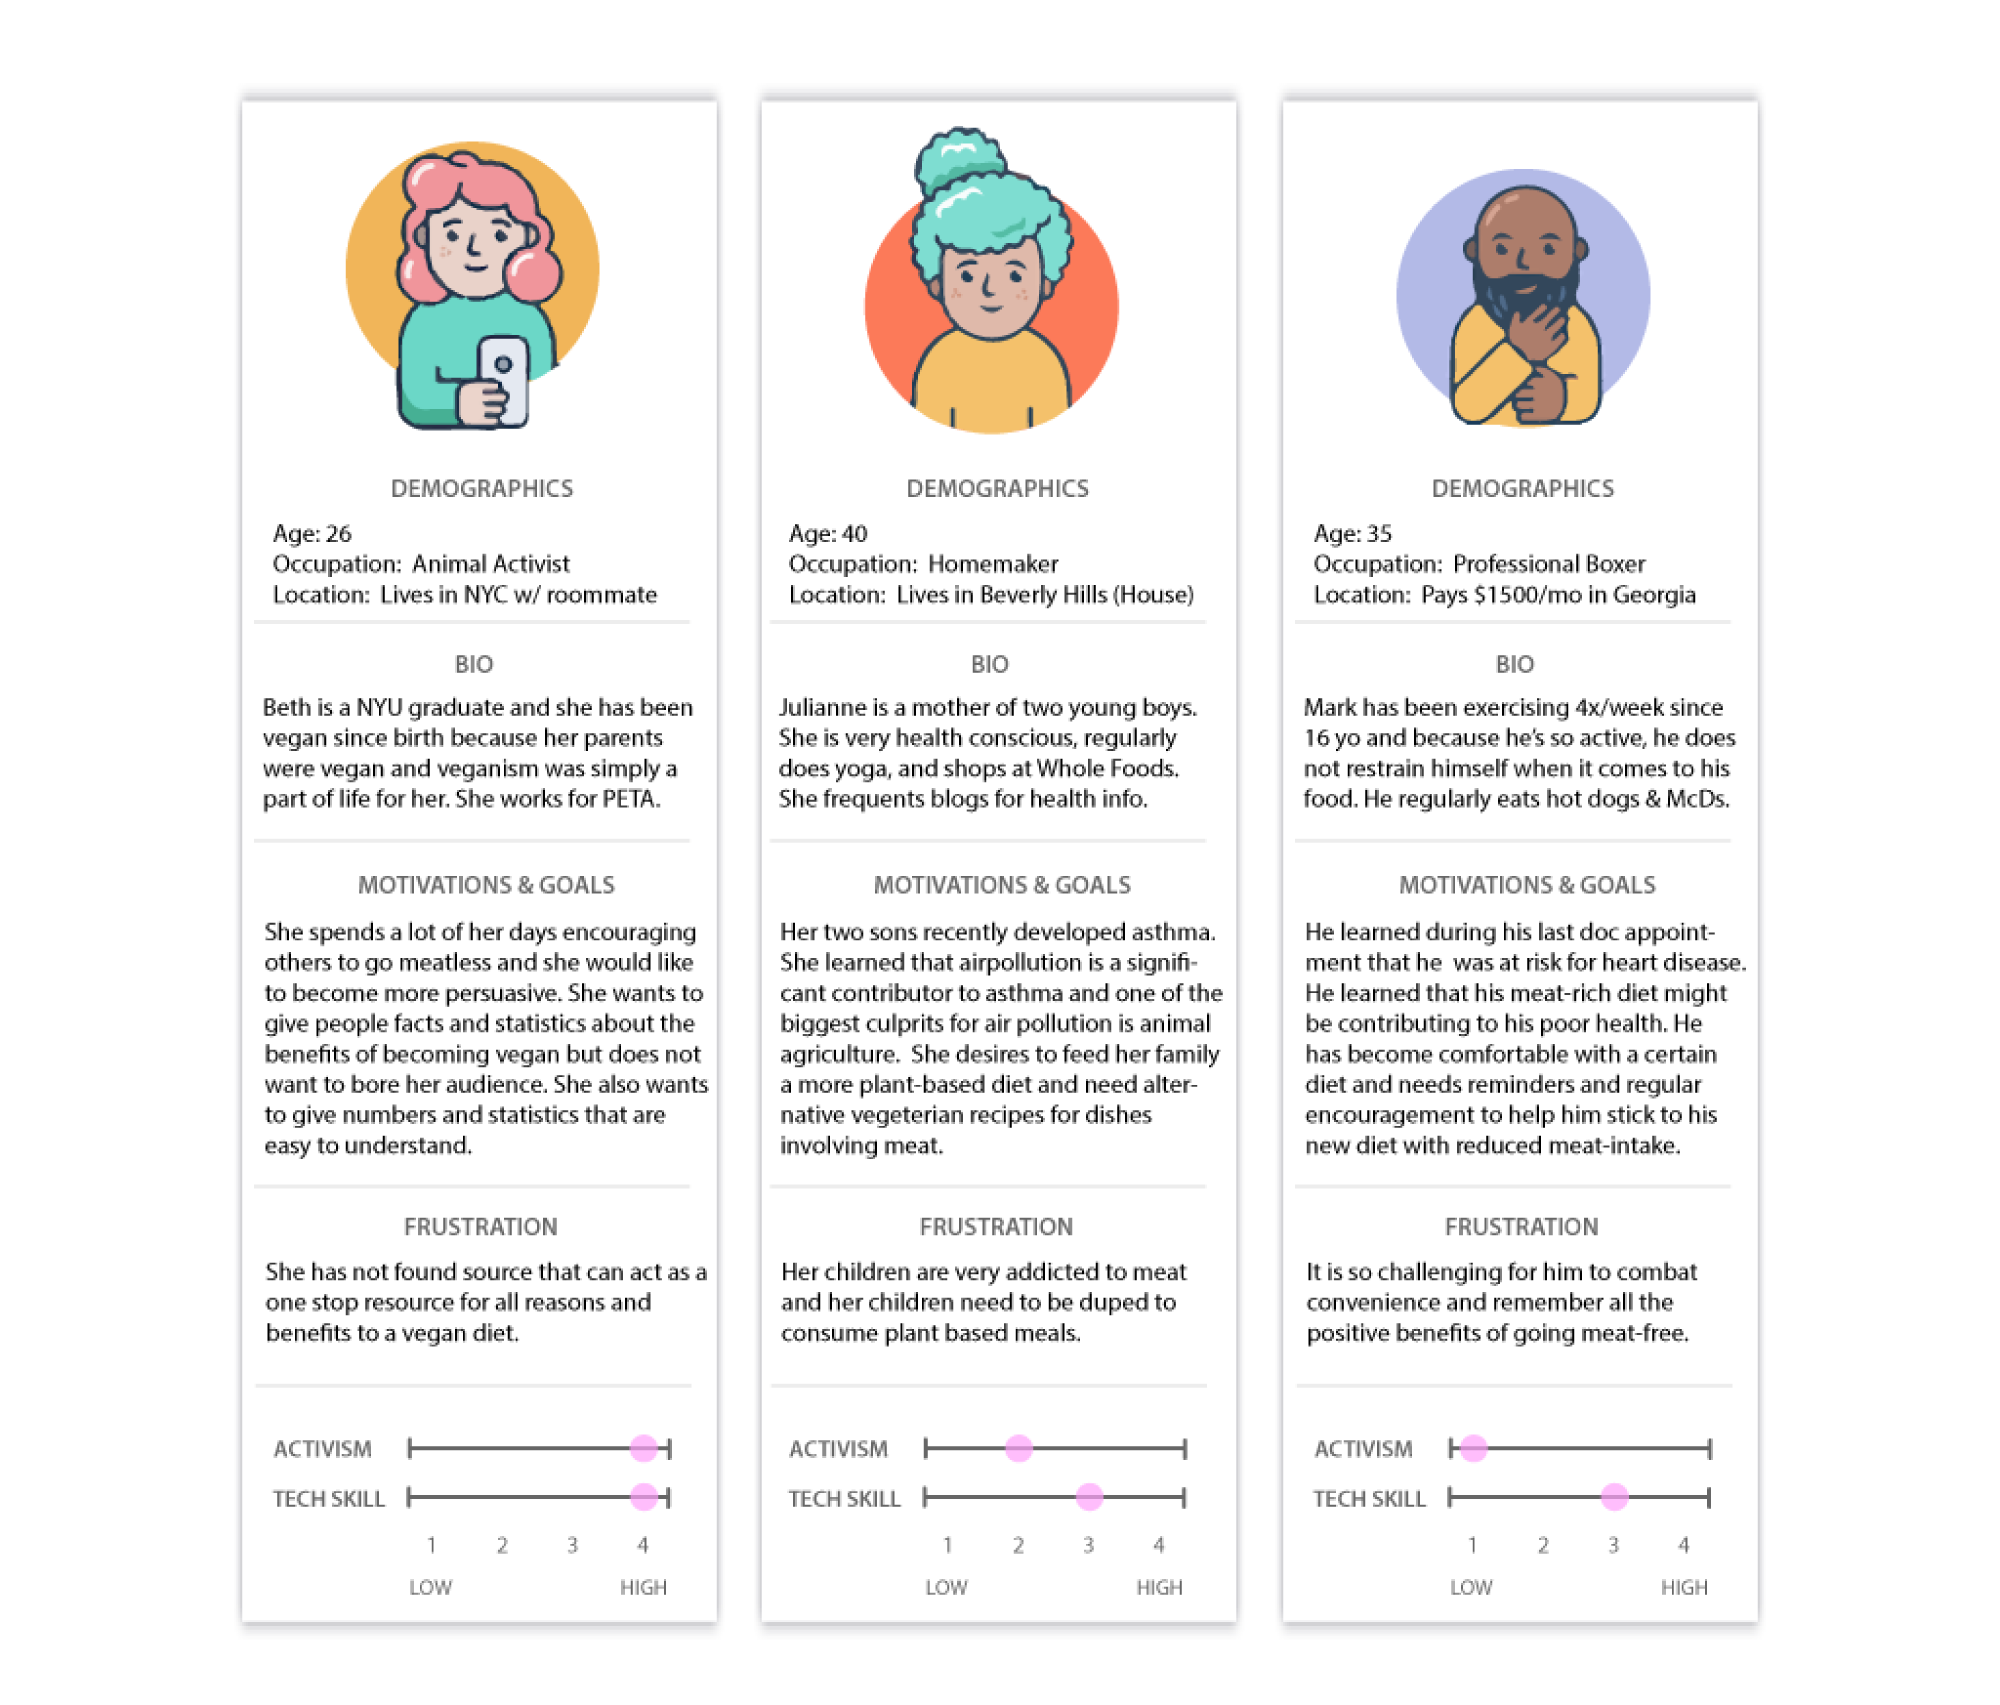 DEMOGRAPHICS
Age: 26
Occupation: Animal Activist
Location: Lives in NYC w/ roommate
BIO
Beth is a NYU graduate and she has been
vegan since birth because her parents
were vegan and veganism was simply a
part of life for her. She works for PETA.
MOTIVATIONS & GOALS
She spends a lot of her days encouraging
others to go meatless and she would like
to become more persuasive. She wants to
give people facts and statistics about the
benefits of becoming vegan but does not
want to bore her audience. She also wants
to give numbers and statistics that are
easy to understand.
FRUSTRATION
She has not found source that can act as a
one stop resource for all reasons and
benefits to a vegan diet.
ACTIVISM
TECH SKILL
1 2 3 4
LOW HIGH
DEMOGRAPHICS
Age: 40
Occupation: Homemaker
Location: Lives in Beverly Hills (House)
BIO
Julianne is a mother of two young boys.
She is very health conscious, regularly
does yoga, and shops at Whole Foods.
She frequents blogs for health info.
MOTIVATIONS & GOALS
Her two sons recently developed asthma.
She learned that airpollution is a signifi-
cant contributor to asthma and one of the
biggest culprits for air pollution is animal
agriculture. She desires to feed her family
a more plant-based diet and need alter-
native vegeterian recipes for dishes
involving meat.
FRUSTRATION
Her children are very addicted to meat
and her children need to be duped to
consume plant based meals.
ACTIVISM
TECH SKILL
1 2 3 4
LOW HIGH
DEMOGRAPHICS
Age: 35
Occupation: Professional Boxer
Location: Pays $1500/mo in Georgia
BIO
Mark has been exercising 4x/week since
16 yo and because he's so active, he does
not restrain himself when it comes to his
food. He regularly eats hot dogs & McDs.
MOTIVATIONS & GOALS
He learned during his last doc appoint-
ment that he was at risk for heart disease.
He learned that his meat-rich diet might
be contributing to his poor health. He
has become comfortable with a certain
diet and needs reminders and regular
encouragement to help him stick to his
new diet with reduced meat-intake.
FRUSTRATION
It is so challenging for him to combat
convenience and remember all the
positive benefits of going meat-free.
ACTIVISM
TECH SKILL
1 2 3 4
LOW HIGH